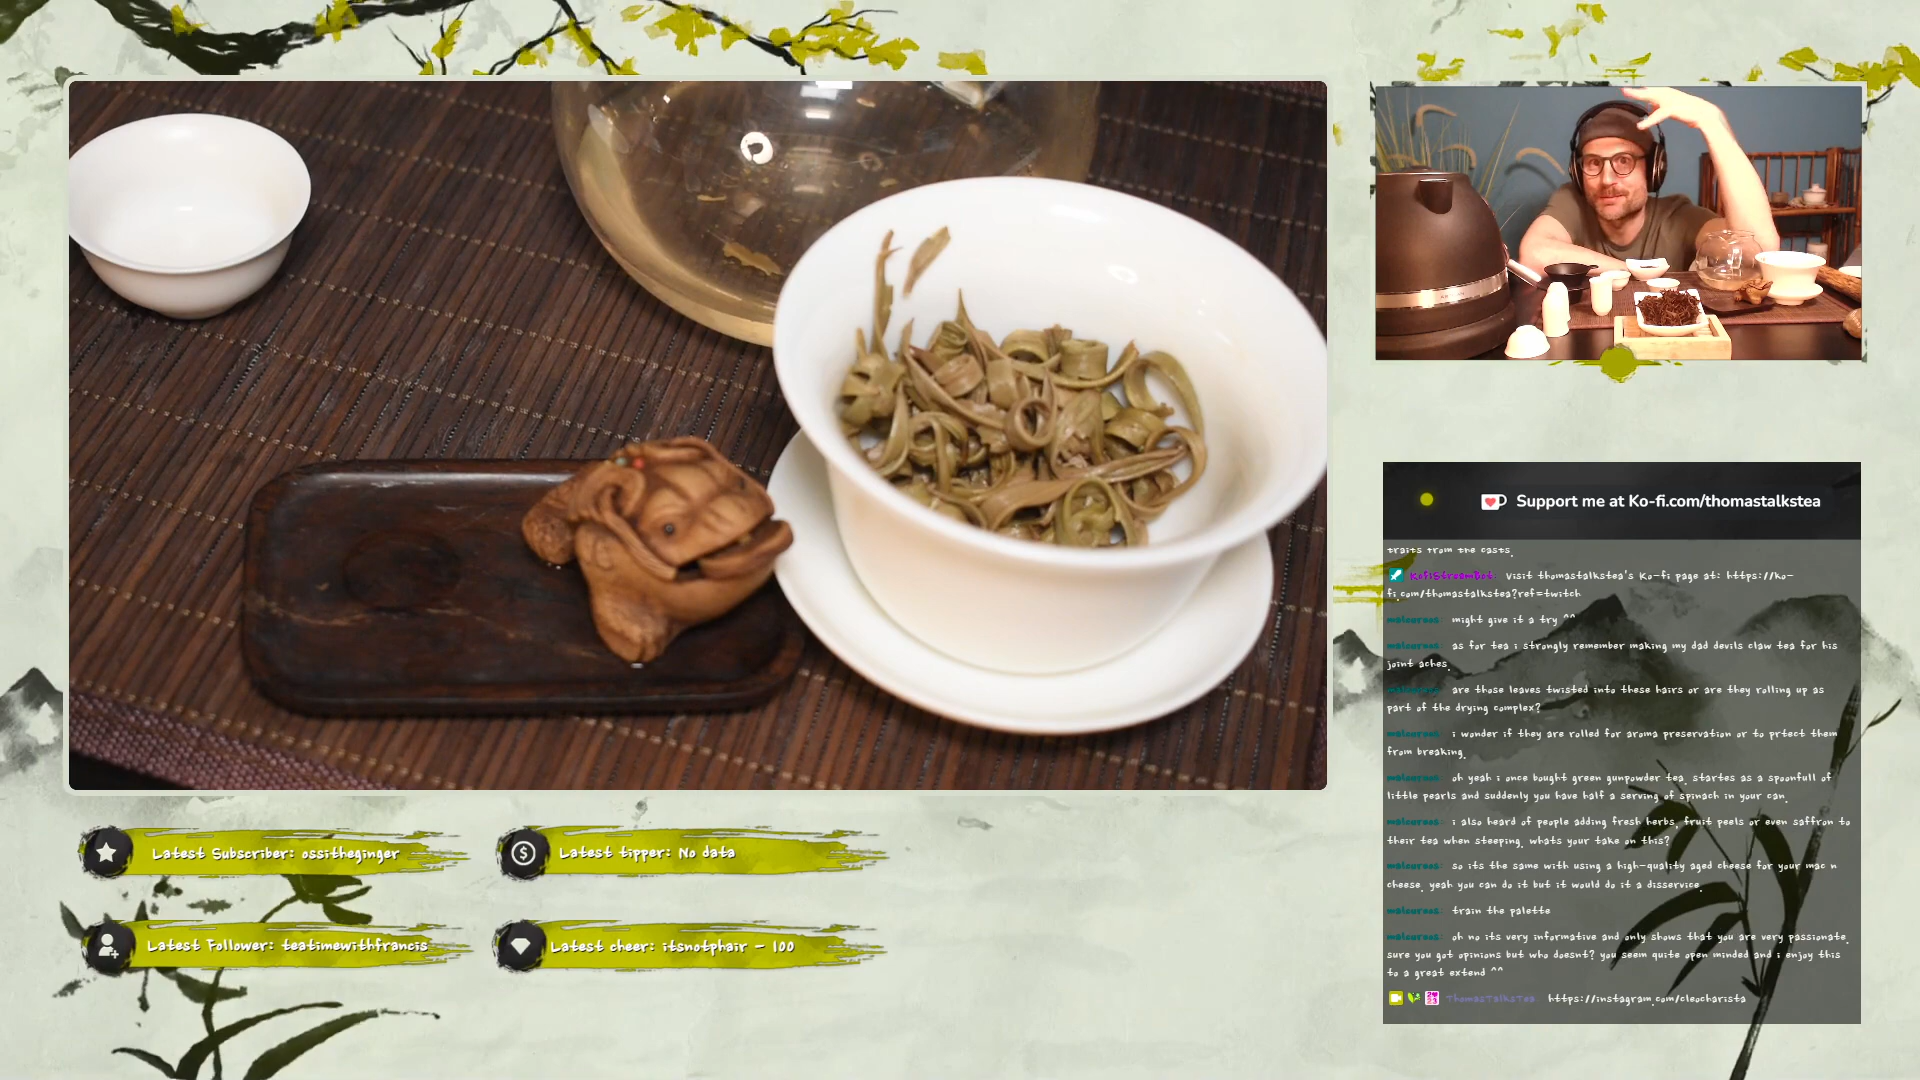 Support me at Ko-fi.com/thomastalkstea
traits from the casts.
KofiStreamBot: Visit thomastalkstea's Ko-fi page at: https://ko-
fi.com/thomastalkstea?ref=twitch
might give it a try ^^
as for tea i strongly remember making my dad devils claw tea for his
joint aches.
are those leaves twisted into these hairs or are they rolling up as
part of the drying complex?
i wonder if they are rolled for aroma preservation or to prtect them
from breaking.
oh yeah i once bought green gunpowder tea. startes as a spoonfull of
little pearls and suddenly you have half a serving of spinach in your can.
i also heard of people adding fresh herbs, fruit peels or even saffron to
their tea when steeping. whats your take on this?
so its the same with using a high-quality aged cheese for your mac n
cheese. yeah you can do it but it would do it a disservice.
train the palette
oh no its very informative and only shows that you are very passionate.
sure you got opinions but who doesnt? you seem quite open minded and i enjoy this
to a great extend ^^
ThomasTalksTea: https://instagram.com/cleocharista
Latest Subscriber: ossitheginger
Latest tipper: No data
Latest Follower: teatimewithfrancis
Latest cheer: itsnotphair - 100